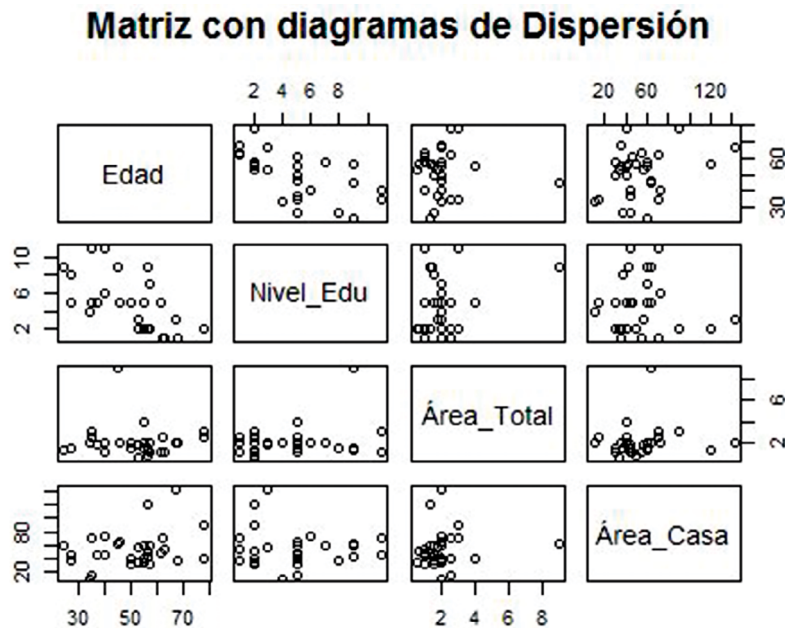 Matriz con diagramas de Dispersión
2 4 6 8
20 60 120
Edad
30 60
2 6 10
Nivel_Edu
Área_Total
2 6
20 80
Área_Casa
30 50 70
2 4 6 8